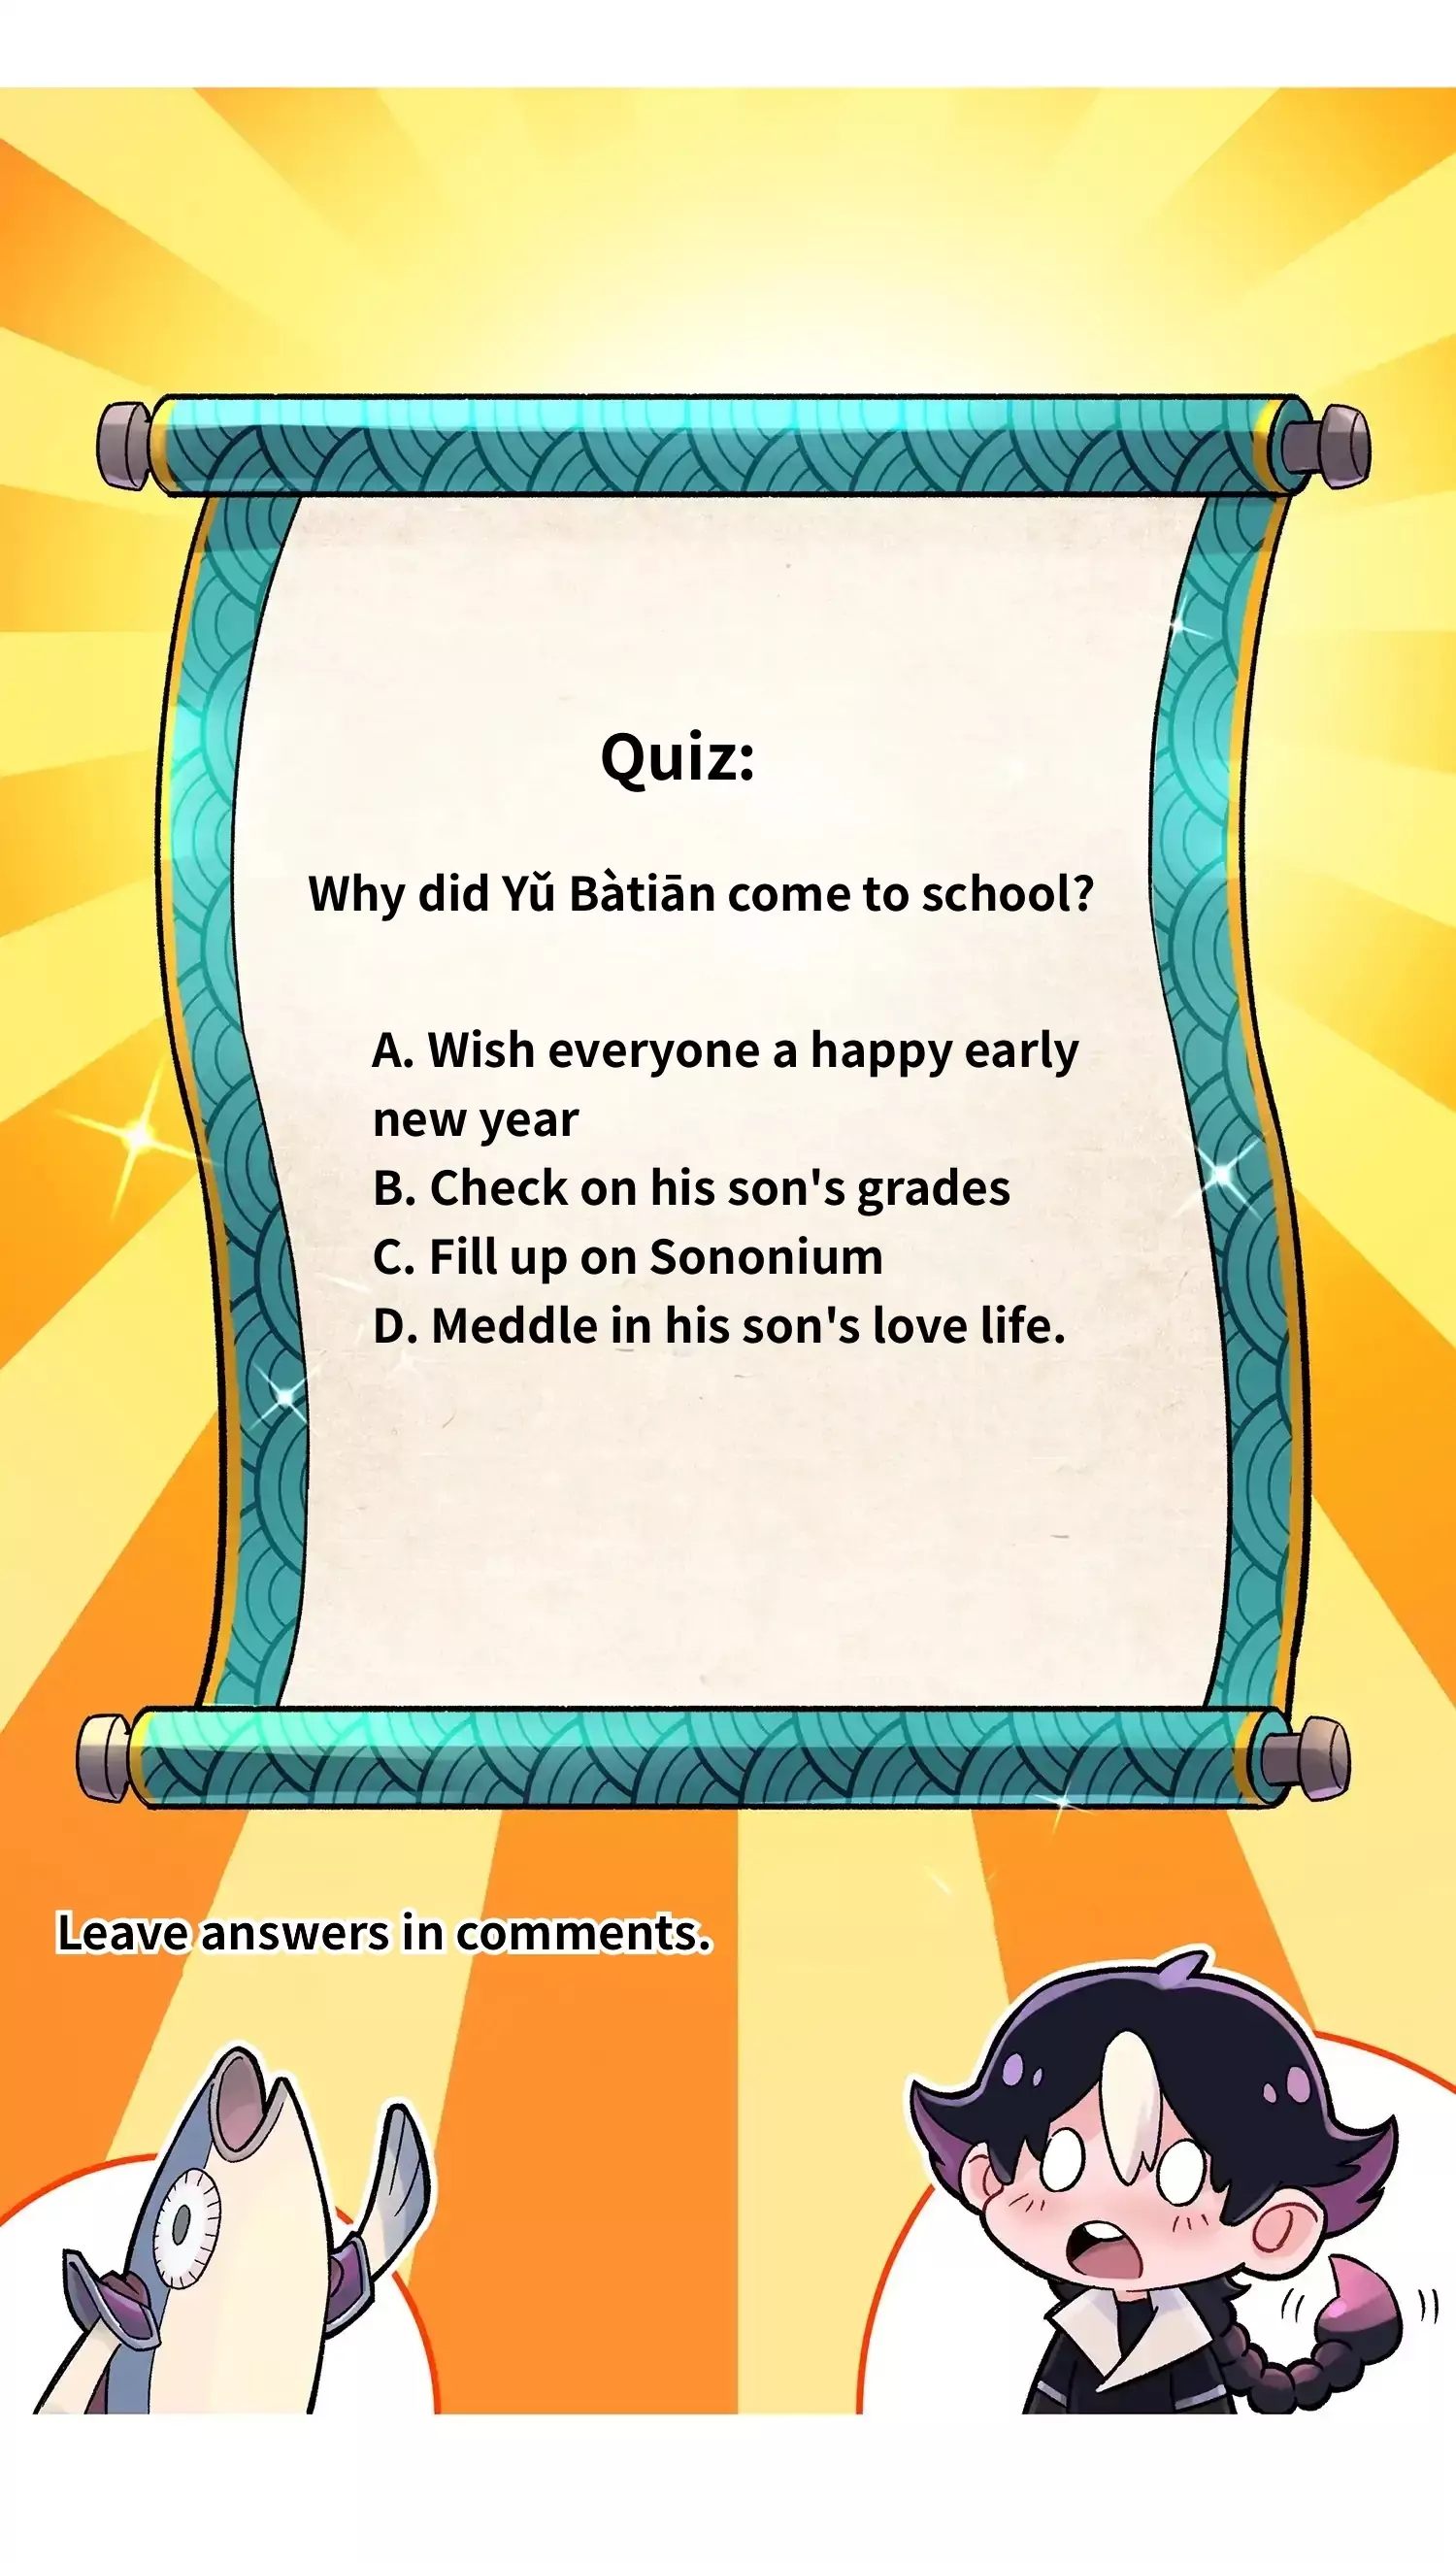 Quiz:
Why did Yǔ Bàtiān come to school?
A. Wish everyone a happy early
new year
B. Check on his son's grades
C. Fill up on Sononium
D. Meddle in his son's love life.
Leave answers in comments.